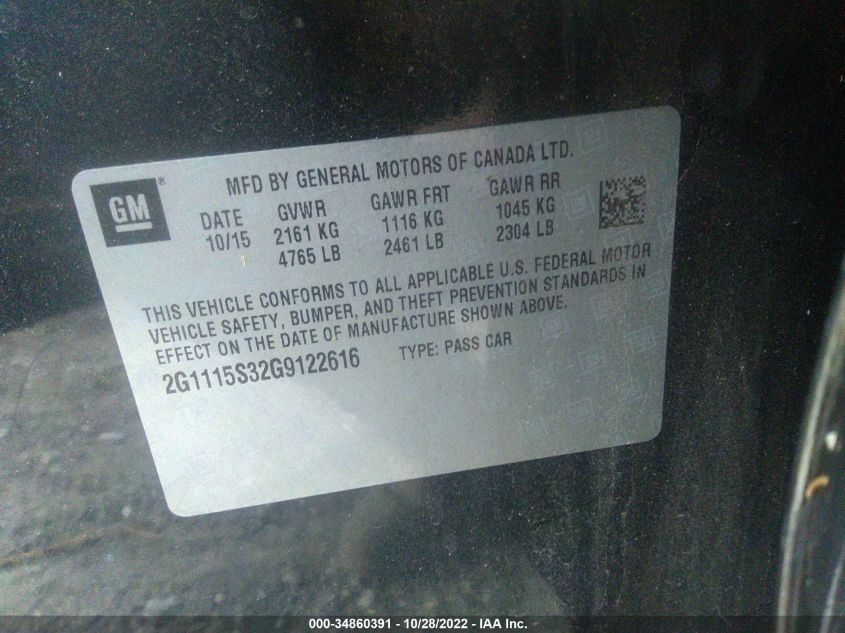 MFD BY GENERAL MOTORS OF CANADA LTD.
GM®
DATE GVWR GAWR FRT GAWR RR
10/15 2161 KG 1116 KG 1045 KG
4765 LB 2461 LB 2304 LB
THIS VEHICLE CONFORMS TO ALL APPLICABLE U.S. FEDERAL MOTOR
VEHICLE SAFETY, BUMPER, AND THEFT PREVENTION STANDARDS IN
EFFECT ON THE DATE OF MANUFACTURE SHOWN ABOVE.
2G1115S32G9122616 TYPE: PASS CAR
000-34860391 - 10/28/2022 - IAA Inc.